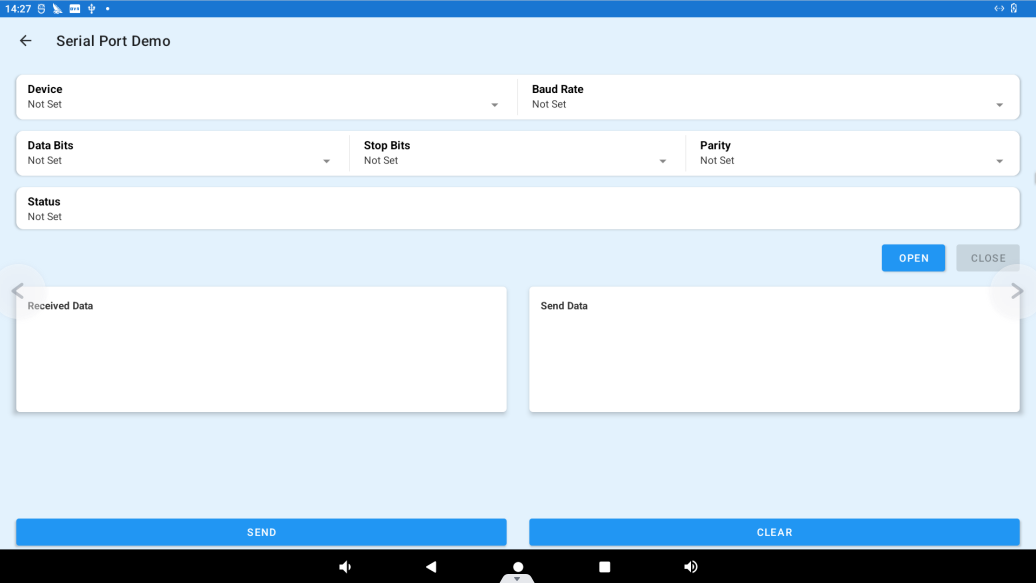 14:27
Serial Port Demo
Device
Not Set
Baud Rate
Not Set
Data Bits
Not Set
Stop Bits
Not Set
Parity
Not Set
Status
Not Set
OPEN
CLOSE
Received Data
Send Data
SEND
CLEAR